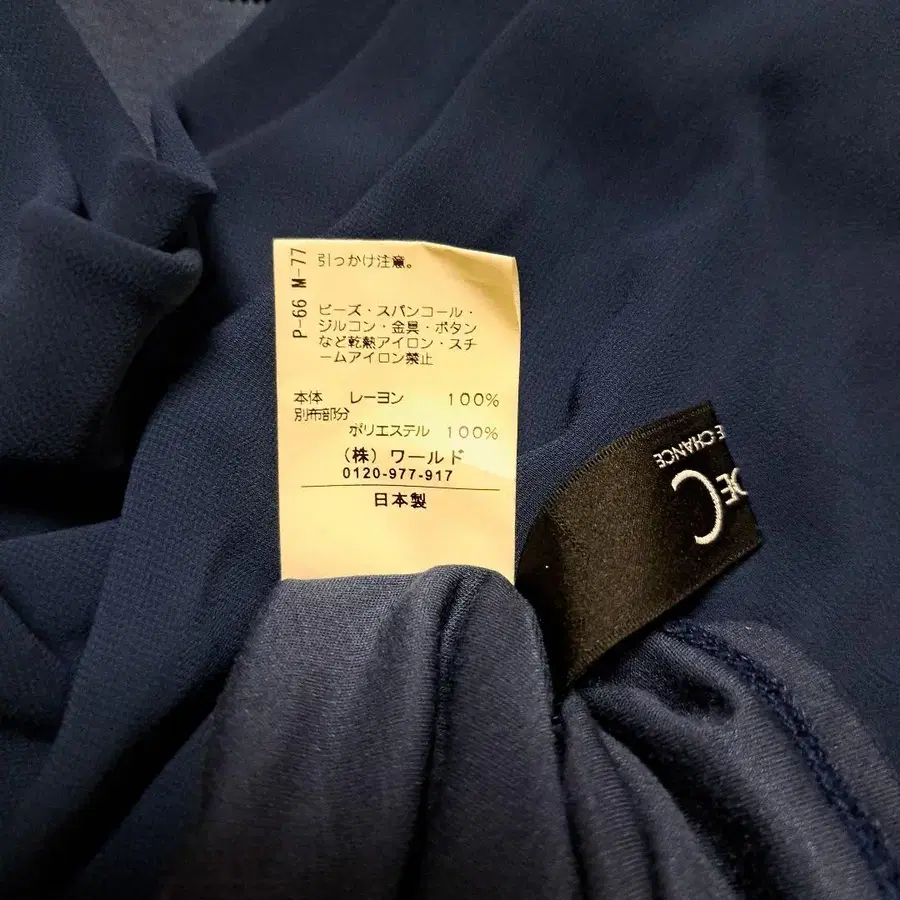 P-66 M-77
引っかけ注意。
ビーズ・スパンコール・
ジルコン・金具・ボタン
など乾熱アイロン・スチ
ームアイロン禁止
本体 レーヨン 100%
別布部分
ポリエステル 100%
(株)ワールド
0120-977-917
日本製
CHANCE